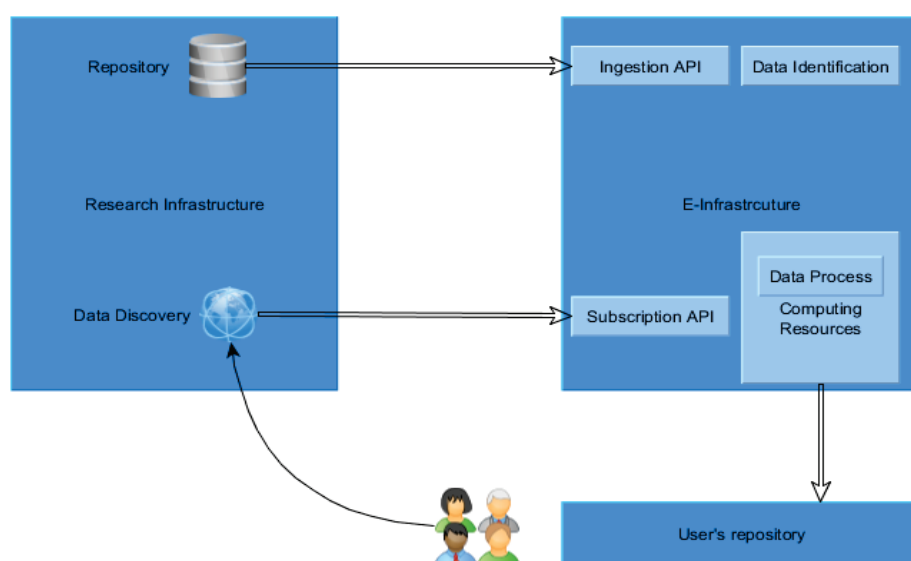 Repository
Ingestion API
Data Identification
Research Infrastructure
E-Infrastrcuture
Data Discovery
Subscription API
Data Process
Computing
Resources
User's repository